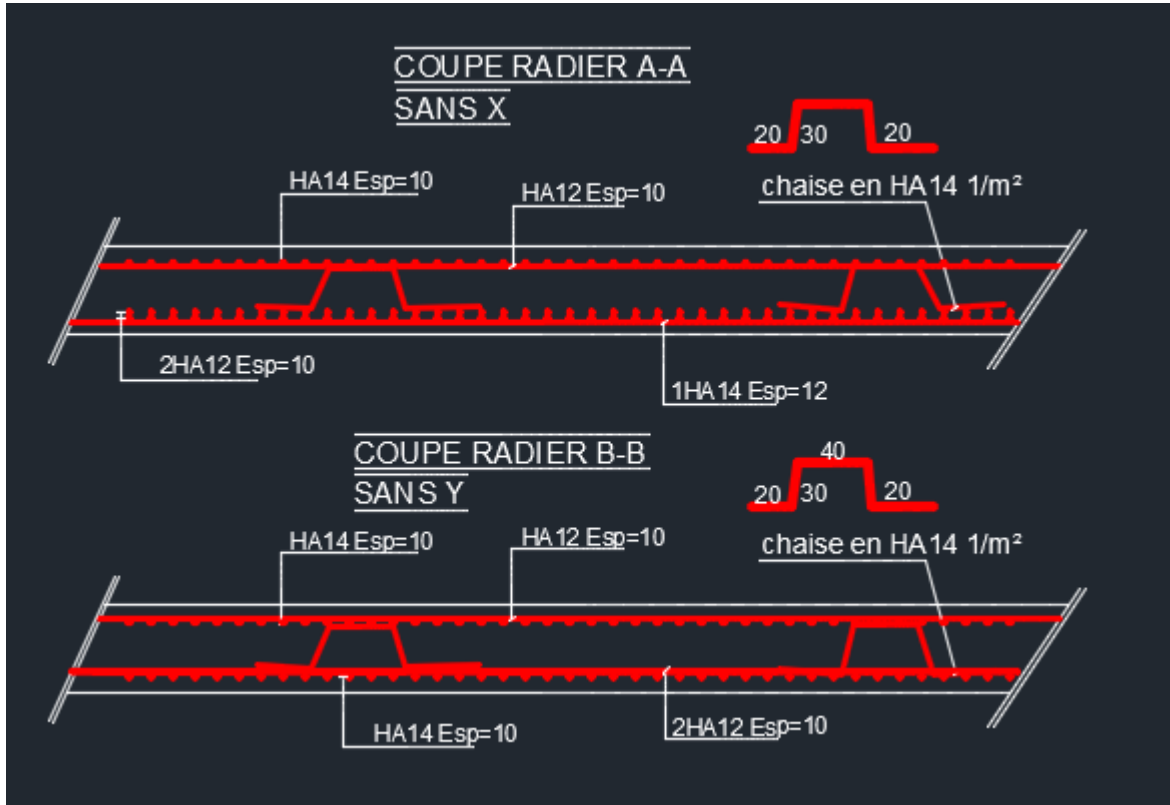 COUPE RADIER A-A
SANS X
20 30 20
HA14 Esp=10
HA12 Esp=10
chaise en HA14 1/m²
2HA12 Esp=10
1HA14 Esp=12
COUPE RADIER B-B
SANS Y
40
20 30 20
HA14 Esp=10
HA12 Esp=10
chaise en HA14 1/m²
HA14 Esp=10
2HA12 Esp=10